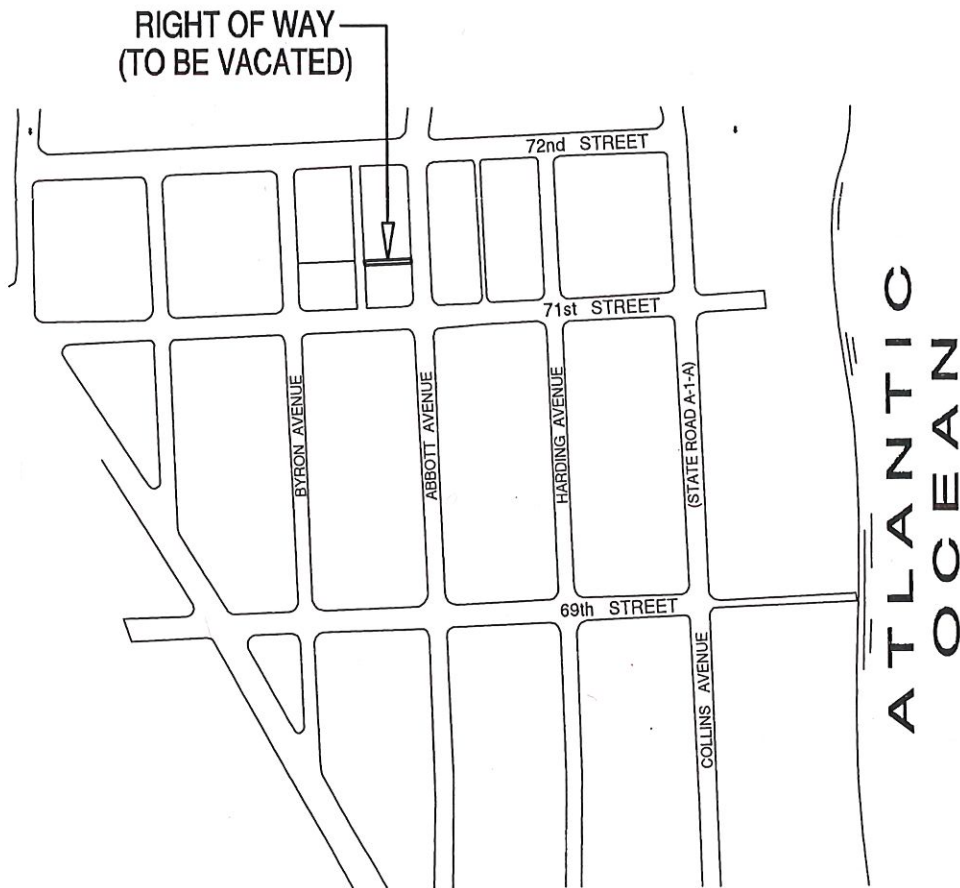 RIGHT OF WAY
(TO BE VACATED)
72nd STREET
71st STREET
BYRON AVENUE
ABBOTT AVENUE
HARDING AVENUE
(STATE ROAD A-1-A)
69th STREET
COLLINS AVENUE
ATLANTIC
OCEAN